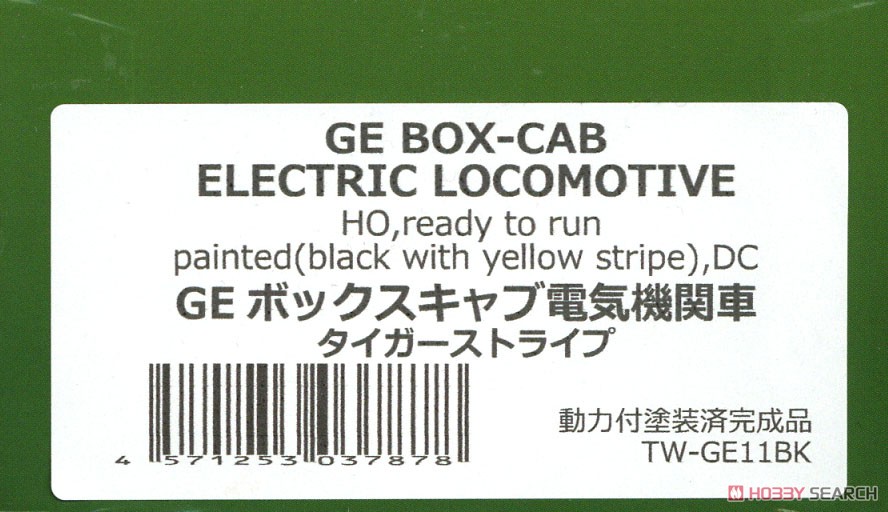 GE BOX-CAB
ELECTRIC LOCOMOTIVE
HO,ready to run
painted(black with yellow stripe),DC
GE ボックスキャブ電気機関車
タイガーストライプ
動力付塗装済完成品
TW-GE11BK
4 571253 037878
HOBBY SEARCH